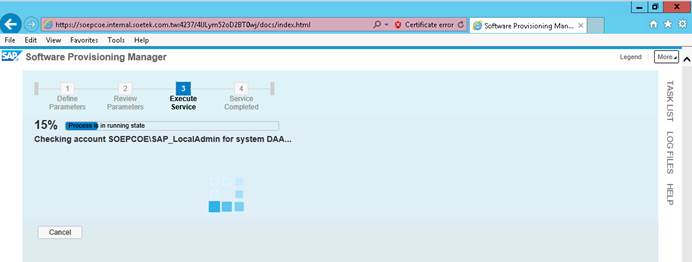 https://soepcoe.internal.soetek.com.tw:4237/4ULym52oD2BT0wj/docs/index.html
Certificate error
Software Provisioning Mana...
File Edit View Favorites Tools Help
SAP Software Provisioning Manager
Legend More
1 2 3 4
Define Parameters
Review Parameters
Execute Service
Service Completed
15% Process is in running state
Checking account SOEPCOE\SAP_LocalAdmin for system DAA...
Cancel
TASK LIST
LOG FILES
HELP